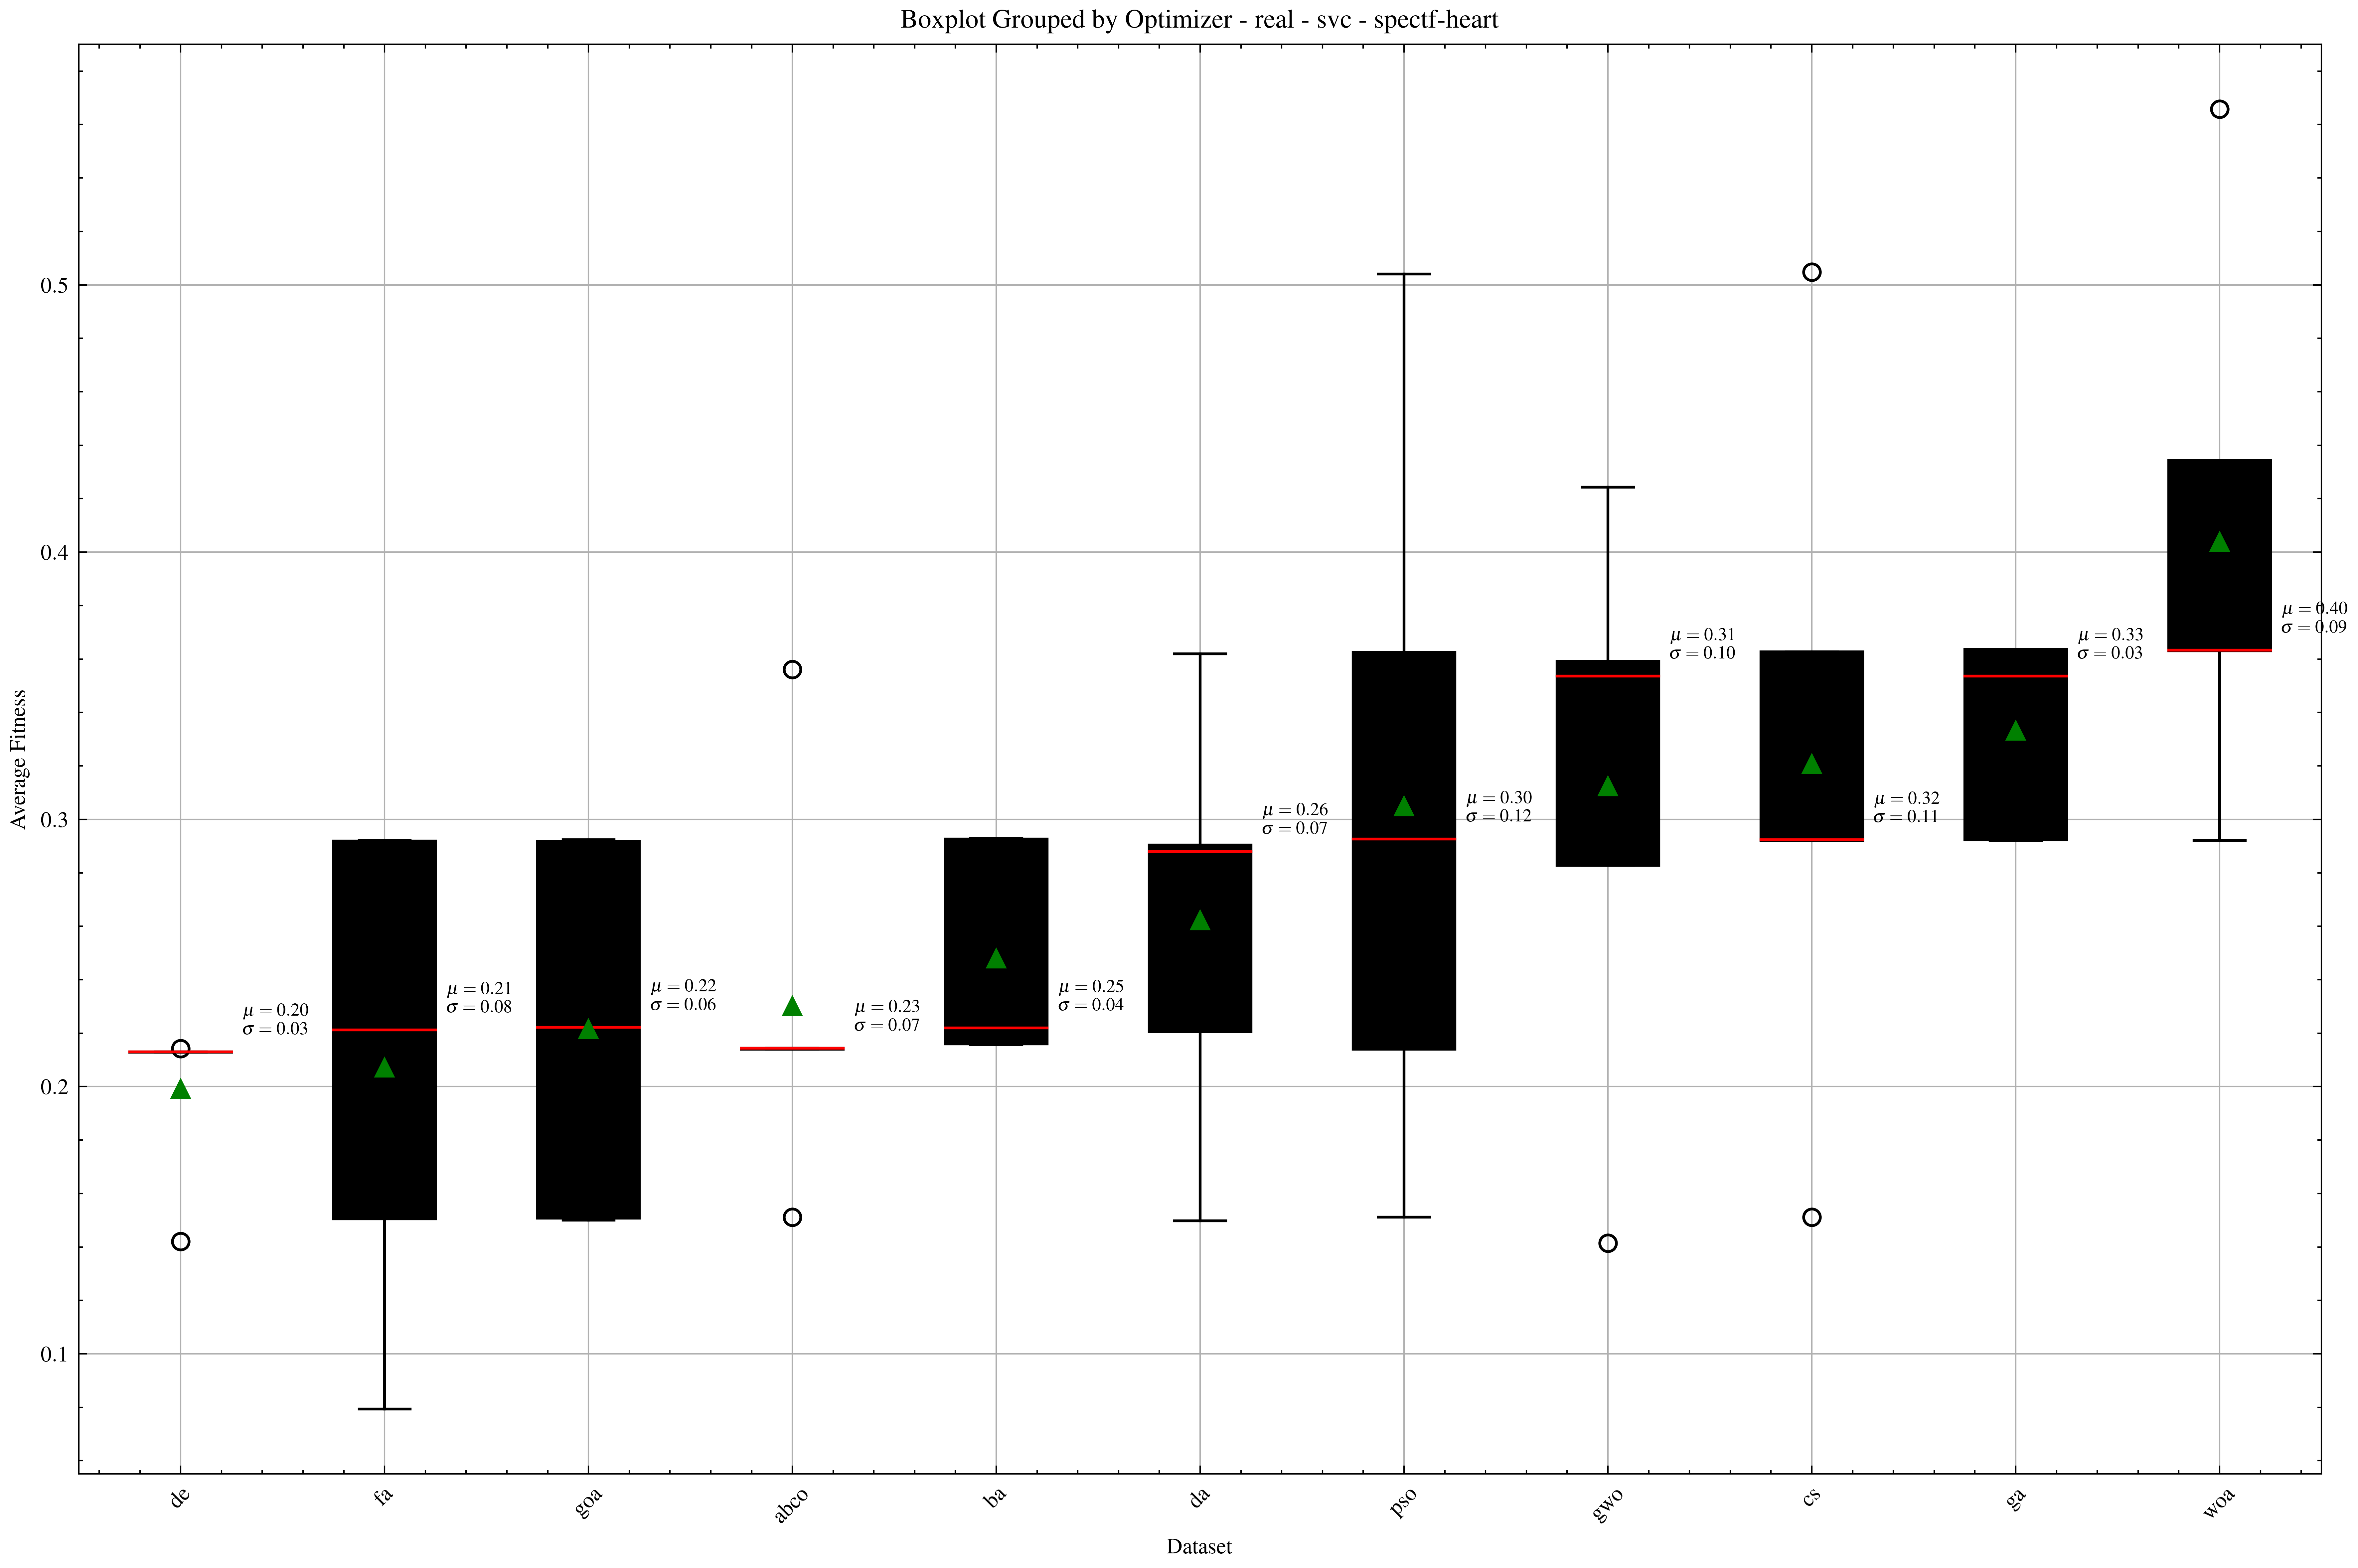 Boxplot Grouped by Optimizer - real - svc - spectf-heart
Average Fitness
0.5
0.4
0.3
0.2
0.1
μ = 0.20
σ = 0.03
μ = 0.21
σ = 0.08
μ = 0.22
σ = 0.06
μ = 0.23
σ = 0.07
μ = 0.25
σ = 0.04
μ = 0.26
σ = 0.07
μ = 0.30
σ = 0.12
μ = 0.31
σ = 0.10
μ = 0.32
σ = 0.11
μ = 0.33
σ = 0.03
μ = 0.40
σ = 0.09
de
fa
goa
abco
ba
da
pso
gwo
cs
ga
woa
Dataset